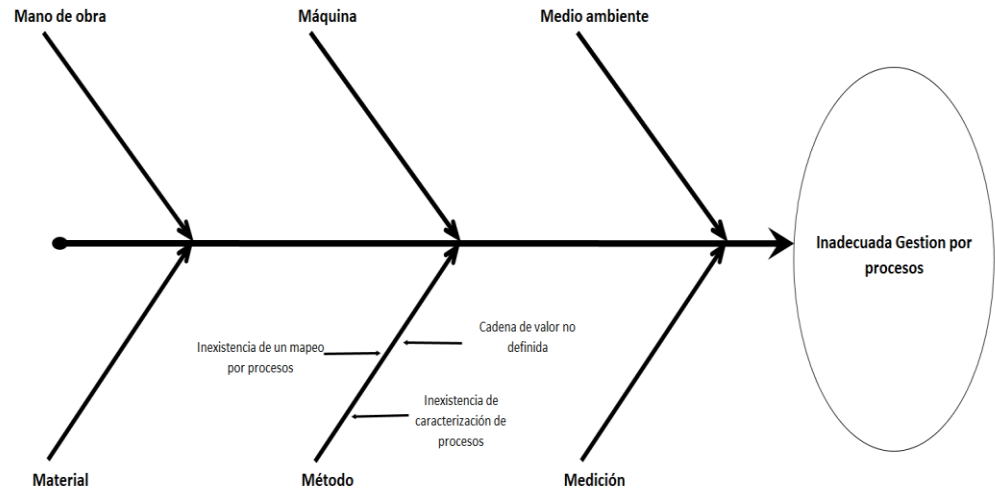 Mano de obra
Máquina
Medio ambiente
Inadecuada Gestion por
procesos
Cadena de valor no
definida
Inexistencia de un mapeo
por procesos
Inexistencia de
caracterización de
procesos
Material
Método
Medición